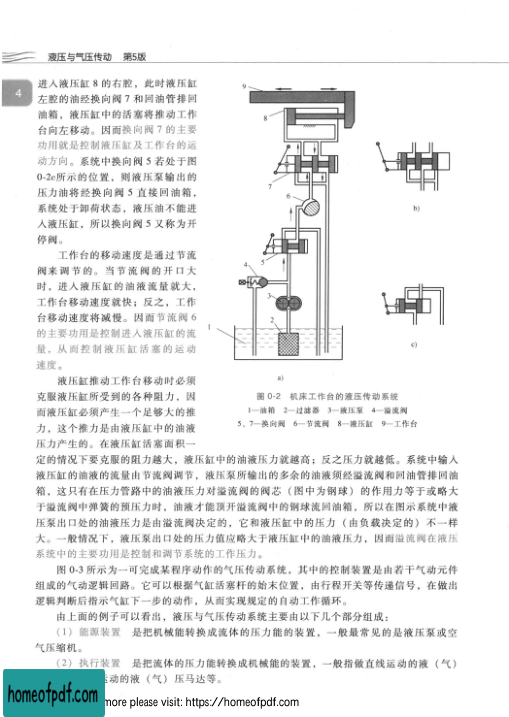 液压与气压传动 第5版
4
进入液压缸 8 的右腔，此时液压缸
左腔的油经换向阀 7 和回油管排回
油箱，液压缸中的活塞将推动工作
台向左移动。因而换向阀 7 的主要
功用就是控制液压缸及工作台的运
动方向。系统中换向阀 5 若处于图
0-2c所示的位置，则液压泵输出的
压力油将经换向阀 5 直接回油箱，
系统处于卸荷状态，液压油不能进
入液压缸，所以换向阀 5 又称为开
停阀。
工作台的移动速度是通过节流
阀来调节的。当节流阀的开口大
时，进入液压缸的油液流量就大，
工作台移动速度就快；反之，工作
台移动速度将减慢。因而节流阀 6
的主要功用是控制进入液压缸的流
量，从而控制液压缸活塞的运动
速度。
液压缸推动工作台移动时必须
克服液压缸所受到的各种阻力，因
而液压缸必须产生一个足够大的推
力，这个推力是由液压缸中的油液
压力产生的。在液压缸活塞面积一
9
8
7
6
5
4
3
2
1
a)
b)
c)
图 0-2 机床工作台的液压传动系统
1—油箱 2—过滤器 3—液压泵 4—溢流阀
5、7—换向阀 6—节流阀 8—液压缸 9—工作台
定的情况下要克服的阻力越大，液压缸中的油液压力就越高；反之压力就越低。系统中输入
液压缸的油液的流量由节流阀调节，液压泵所输出的多余的油液须经溢流阀和回油管排回油
箱，这只有在压力管路中的油液压力对溢流阀的阀芯（图中为钢球）的作用力等于或略大
于溢流阀中弹簧的预压力时，油液才能顶开溢流阀中的钢球流回油箱，所以在图示系统中液
压泵出口处的油液压力是由溢流阀决定的，它和液压缸中的压力（由负载决定的）不一样
大。一般情况下，液压泵出口处的压力值应略大于液压缸中的油液压力，因而溢流阀在液压
系统中的主要功用是控制和调节系统的工作压力。
图 0-3 所示为一可完成某程序动作的气压传动系统，其中的控制装置是由若干气动元件
组成的气动逻辑回路。它可以根据气缸活塞杆的始末位置，由行程开关等传递信号，在做出
逻辑判断后指示气缸下一步的动作，从而实现规定的自动工作循环。
由上面的例子可以看出，液压与气压传动系统主要由以下几个部分组成：
（1）能源装置 是把机械能转换成流体的压力能的装置，一般最常见的是液压泵或空
气压缩机。
（2）执行装置 是把流体的压力能转换成机械能的装置，一般指做直线运动的液（气）
运动的液（气）压马达等。
homeofpdf.com
more please visit: https://homeofpdf.com